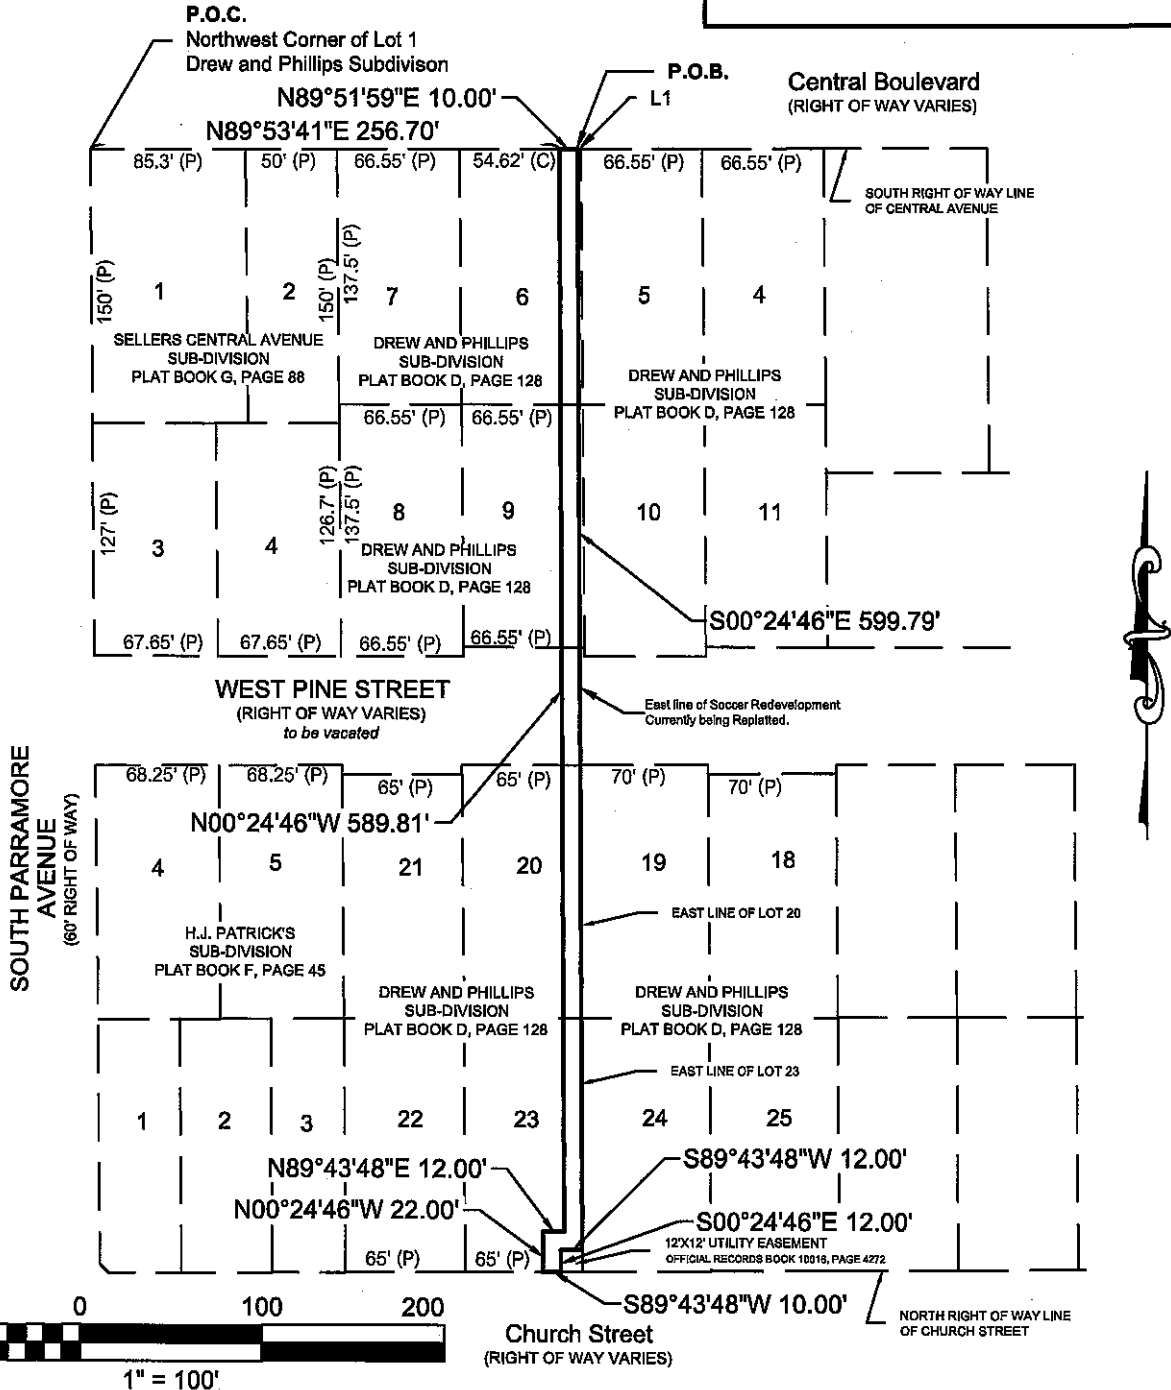 P.O.C.
Northwest Corner of Lot 1
Drew and Phillips Subdivison
P.O.B.
L1
Central Boulevard
(RIGHT OF WAY VARIES)
N89°51'59"E 10.00'
N89°53'41"E 256.70'
85.3' (P)
50' (P)
66.55' (P)
54.62' (C)
66.55' (P)
66.55' (P)
SOUTH RIGHT OF WAY LINE
OF CENTRAL AVENUE
150' (P)
1
2
150' (P)
137.5' (P)
7
6
5
4
SELLERS CENTRAL AVENUE
SUB-DIVISION
PLAT BOOK G, PAGE 88
DREW AND PHILLIPS
SUB-DIVISION
PLAT BOOK D, PAGE 128
DREW AND PHILLIPS
SUB-DIVISION
PLAT BOOK D, PAGE 128
66.55' (P)
66.55' (P)
127' (P)
3
4
126.7' (P)
137.5' (P)
8
9
10
11
DREW AND PHILLIPS
SUB-DIVISION
PLAT BOOK D, PAGE 128
S00°24'46"E 599.79'
67.65' (P)
67.65' (P)
66.55' (P)
66.55' (P)
WEST PINE STREET
(RIGHT OF WAY VARIES)
to be vacated
East line of Soccer Redevelopment
Currently being Replatted.
SOUTH PARRAMORE
AVENUE
(60' RIGHT OF WAY)
68.25' (P)
68.25' (P)
65' (P)
65' (P)
70' (P)
70' (P)
N00°24'46"W 589.81'
4
5
21
20
19
18
EAST LINE OF LOT 20
H.J. PATRICK'S
SUB-DIVISION
PLAT BOOK F, PAGE 45
DREW AND PHILLIPS
SUB-DIVISION
PLAT BOOK D, PAGE 128
DREW AND PHILLIPS
SUB-DIVISION
PLAT BOOK D, PAGE 128
EAST LINE OF LOT 23
1
2
3
22
23
24
25
N89°43'48"E 12.00'
S89°43'48"W 12.00'
N00°24'46"W 22.00'
S00°24'46"E 12.00'
12'X12' UTILITY EASEMENT
OFFICIAL RECORDS BOOK 10016, PAGE 4272
65' (P)
65' (P)
S89°43'48"W 10.00'
NORTH RIGHT OF WAY LINE
OF CHURCH STREET
0 100 200
1" = 100'
Church Street
(RIGHT OF WAY VARIES)